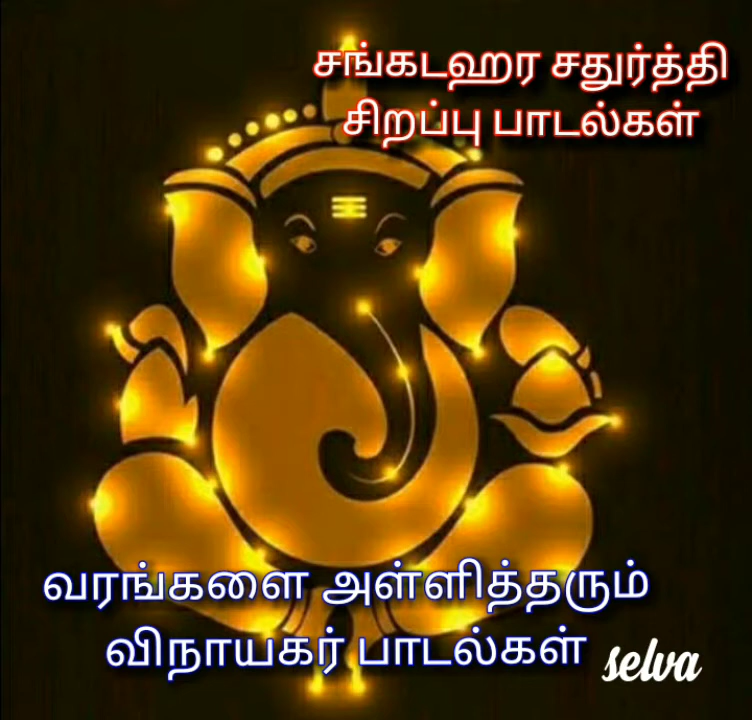 சங்கடஹர சதுர்த்தி
சிறப்பு பாடல்கள்
வரங்களை அள்ளித்தரும்
விநாயகர் பாடல்கள்
selva